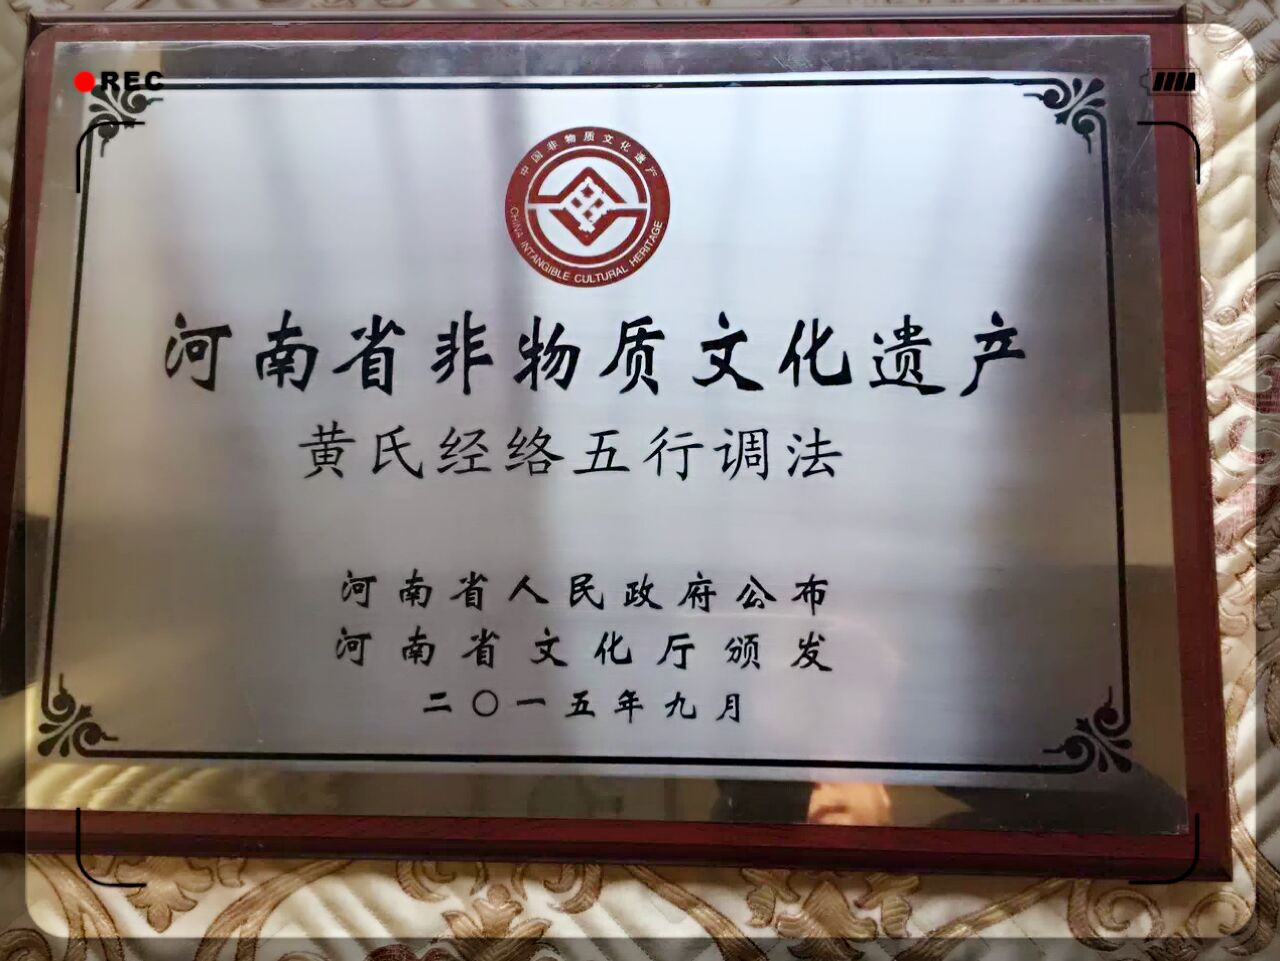 REC
中国非物质文化遗产
CHINA INTANGIBLE CULTURAL HERITAGE
河南省非物质文化遗产
黄氏经络五行调法
河南省人民政府公布
河南省文化厅颁发
二〇一五年九月